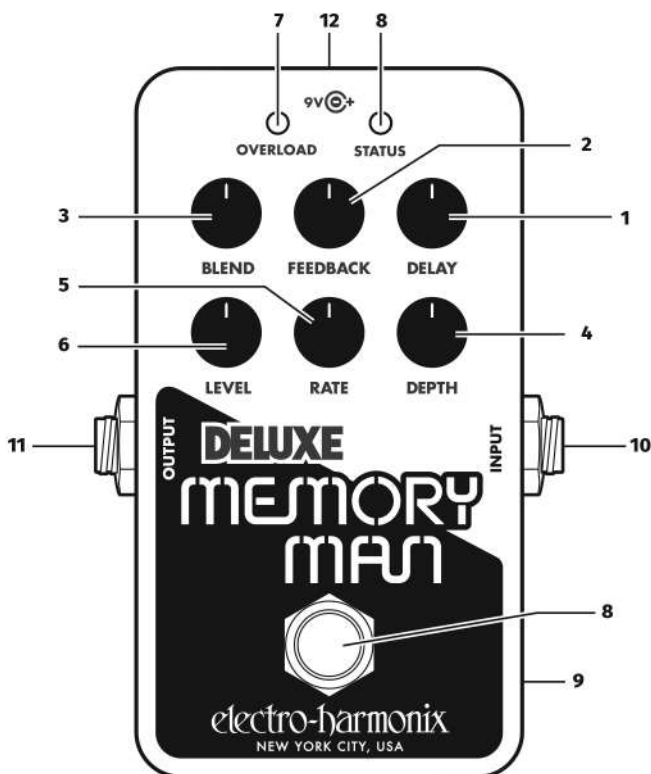 7 12 8
9V +
OVERLOAD STATUS
2
3 1
BLEND FEEDBACK DELAY
5
6 4
LEVEL RATE DEPTH
11 OUTPUT DELUXE INPUT 10
MEMORY
MAN
8
9
electro-harmonix
NEW YORK CITY, USA